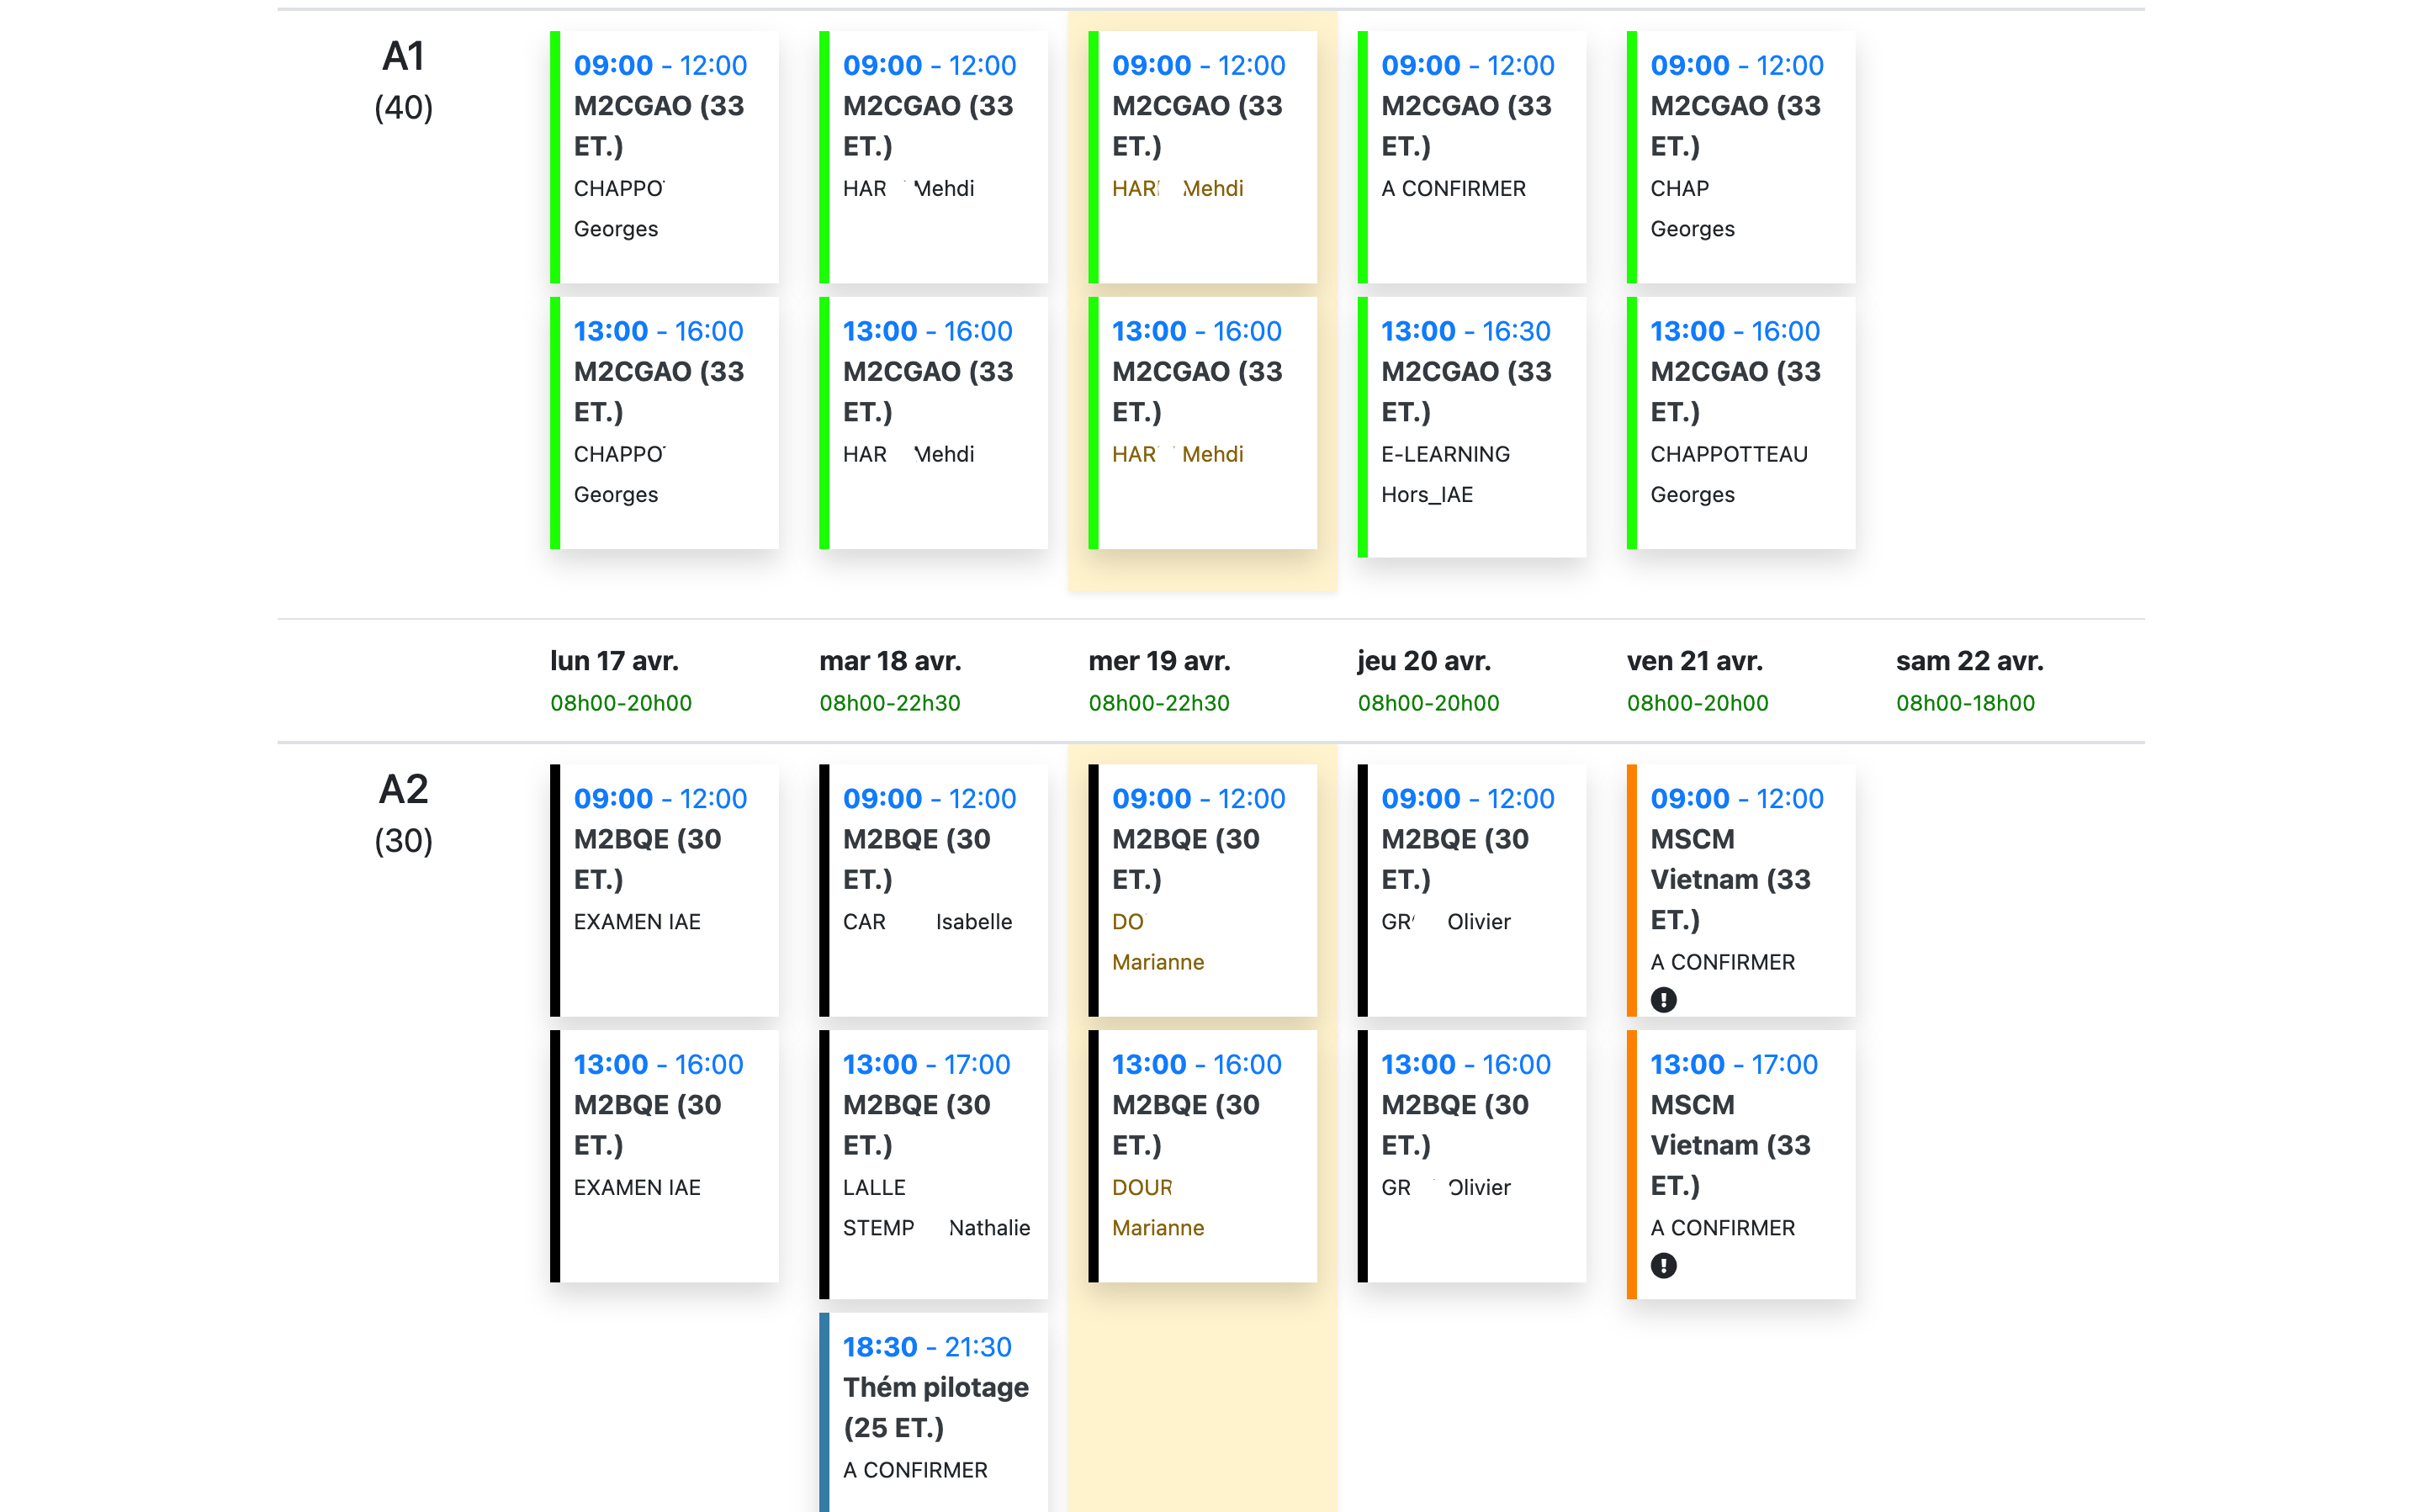 A1
(40)
09:00 - 12:00
M2CGAO (33
ET.)
CHAPPO
Georges
09:00 - 12:00
M2CGAO (33
ET.)
HAR Mehdi
09:00 - 12:00
M2CGAO (33
ET.)
HAR Mehdi
09:00 - 12:00
M2CGAO (33
ET.)
A CONFIRMER
09:00 - 12:00
M2CGAO (33
ET.)
CHAP
Georges
13:00 - 16:00
M2CGAO (33
ET.)
CHAPPO
Georges
13:00 - 16:00
M2CGAO (33
ET.)
HAR Mehdi
13:00 - 16:00
M2CGAO (33
ET.)
HAR Mehdi
13:00 - 16:30
M2CGAO (33
ET.)
E-LEARNING
Hors_IAE
13:00 - 16:00
M2CGAO (33
ET.)
CHAPPOTTEAU
Georges
lun 17 avr.
08h00-20h00
mar 18 avr.
08h00-22h30
mer 19 avr.
08h00-22h30
jeu 20 avr.
08h00-20h00
ven 21 avr.
08h00-20h00
sam 22 avr.
08h00-18h00
A2
(30)
09:00 - 12:00
M2BQE (30
ET.)
EXAMEN IAE
09:00 - 12:00
M2BQE (30
ET.)
CAR Isabelle
09:00 - 12:00
M2BQE (30
ET.)
DO
Marianne
09:00 - 12:00
M2BQE (30
ET.)
GR Olivier
09:00 - 12:00
MSCM
Vietnam (33
ET.)
A CONFIRMER
13:00 - 16:00
M2BQE (30
ET.)
EXAMEN IAE
13:00 - 17:00
M2BQE (30
ET.)
LALLE
STEMP Nathalie
13:00 - 16:00
M2BQE (30
ET.)
DOUR
Marianne
13:00 - 16:00
M2BQE (30
ET.)
GR Olivier
13:00 - 17:00
MSCM
Vietnam (33
ET.)
A CONFIRMER
18:30 - 21:30
Thém pilotage
(25 ET.)
A CONFIRMER